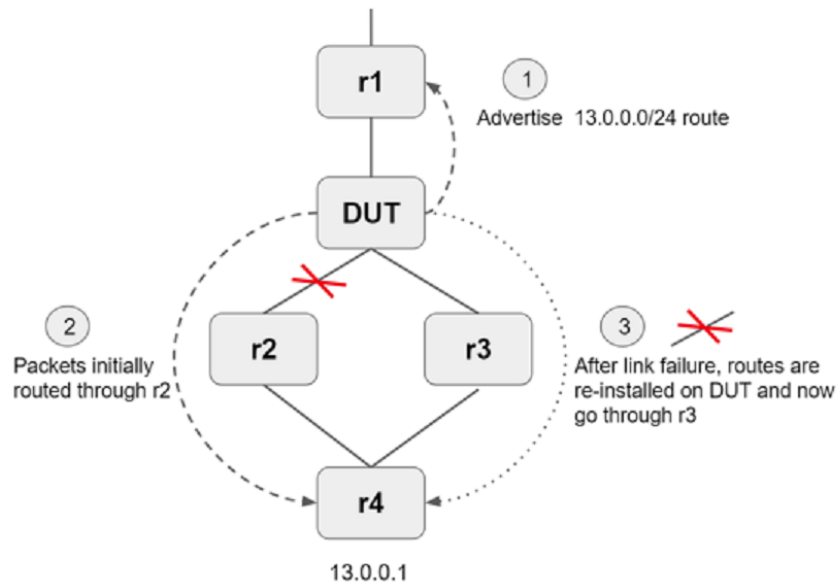 r1
1
Advertise 13.0.0.0/24 route
DUT
2
Packets initially
routed through r2
r2
r3
3
After link failure, routes are
re-installed on DUT and now
go through r3
r4
13.0.0.1